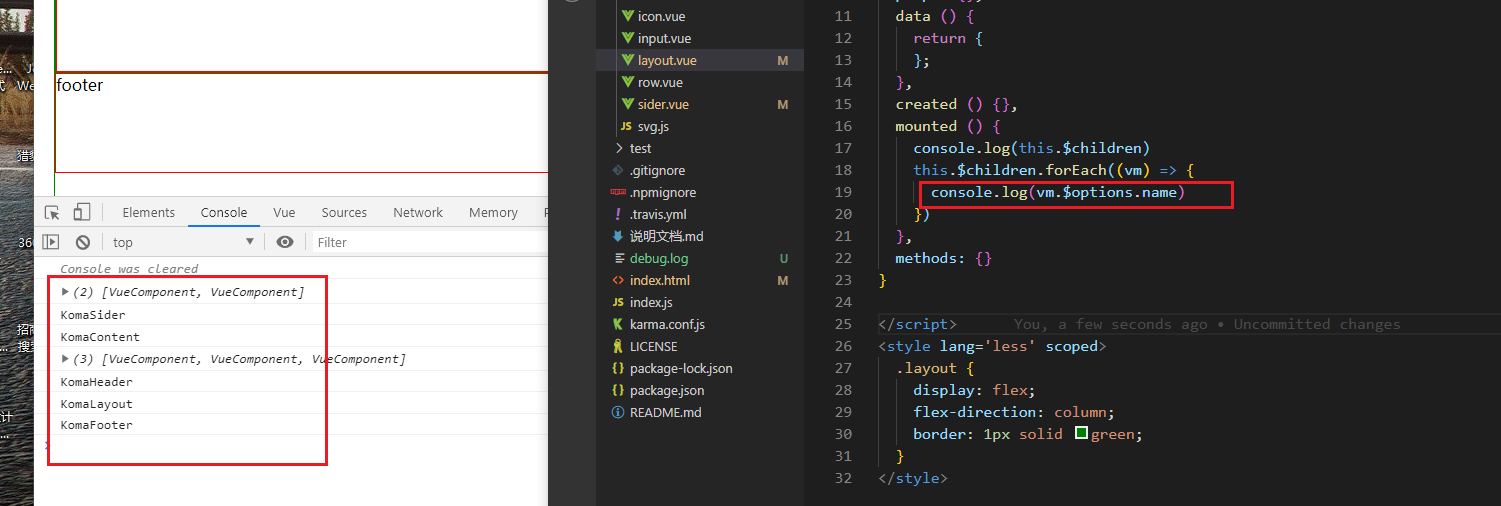 footer
Elements Console Vue Sources Network Memory
top Filter
Console was cleared
(2) [VueComponent, VueComponent]
KomaSider
KomaContent
(3) [VueComponent, VueComponent, VueComponent]
KomaHeader
KomaLayout
KomaFooter
icon.vue
input.vue
layout.vue M
row.vue
sider.vue M
JS svg.js
test
.gitignore
.npmignore
.travis.yml
说明文档.md
debug.log U
index.html M
JS index.js
karma.conf.js
LICENSE
package-lock.json
package.json
README.md
11 data () {
12 return {
13 };
14 },
15 created () {},
16 mounted () {
17 console.log(this.$children)
18 this.$children.forEach((vm) => {
19 console.log(vm.$options.name)
20 })
21 },
22 methods: {}
23 }
24
25 </script> You, a few seconds ago • Uncommitted changes
26 <style lang='less' scoped>
27 .layout {
28 display: flex;
29 flex-direction: column;
30 border: 1px solid green;
31 }
32 </style>